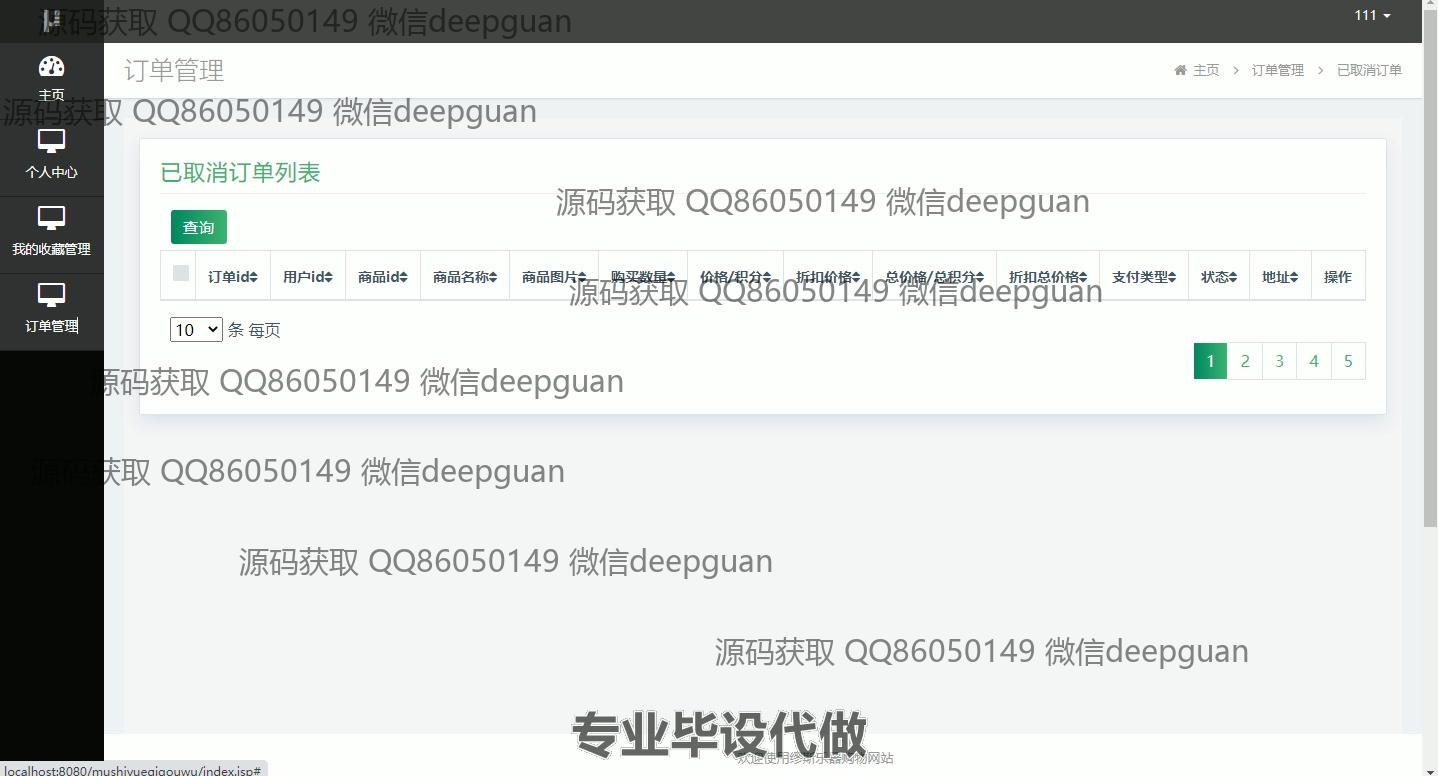 源码获取 QQ86050149 微信deepguan
111
主页
订单管理
主页 > 订单管理 > 已取消订单
源码获取 QQ86050149 微信deepguan
个人中心
已取消订单列表
源码获取 QQ86050149 微信deepguan
我的收藏管理
查询
订单id 用户id 商品id 商品名称 商品图片 购买数量 价格/积分 折扣价格 总价格/总积分 折扣总价格 支付类型 状态 地址 操作
源码获取 QQ86050149 微信deepguan
订单管理
10 条 每页
1 2 3 4 5
源码获取 QQ86050149 微信deepguan
源码获取 QQ86050149 微信deepguan
源码获取 QQ86050149 微信deepguan
源码获取 QQ86050149 微信deepguan
专业毕设代做
欢迎使用缪斯乐器购物网站
localhost:8080/mushiyueqigouwu/index.jsp#